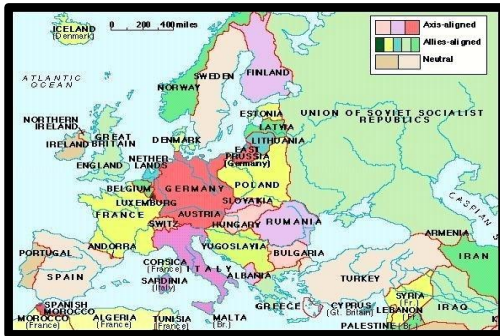 ICELAND
(Denmark)
0 200 400 miles
Axis-aligned
Allies-aligned
Neutral
ATLANTIC
OCEAN
SWEDEN
FINLAND
NORWAY
ESTONIA
UNION OF SOVIET SOCIALIST
REPUBLICS
NORTHERN
IRELAND
GREAT
BRITAIN
IRELAND
ENGLAND
DENMARK
LATVIA
LITHUANIA
EAST
PRUSSIA
(Germany)
NETHER-
LANDS
BELGIUM
GERMANY
POLAND
LUXEMBURG
SLOVAKIA
FRANCE
AUSTRIA
SWITZ
HUNGARY
RUMANIA
CASPIAN S
PORTUGAL
ANDORRA
YUGOSLAVIA
BULGARIA
ARMENIA
SPAIN
CORSICA
(France)
ITALY
SARDINIA
(Italy)
ALBANIA
TURKEY
IRAN
GREECE
CYPRUS
(Gt. Britain)
SYRIA
(Fr.)
LEBANON
(Fr.)
IRAQ
SPANISH
MOROCCO
MOROCCO
(France)
ALGERIA
(France)
TUNISIA
(France)
MALTA
(Br.)
PALESTINE
(Br.)